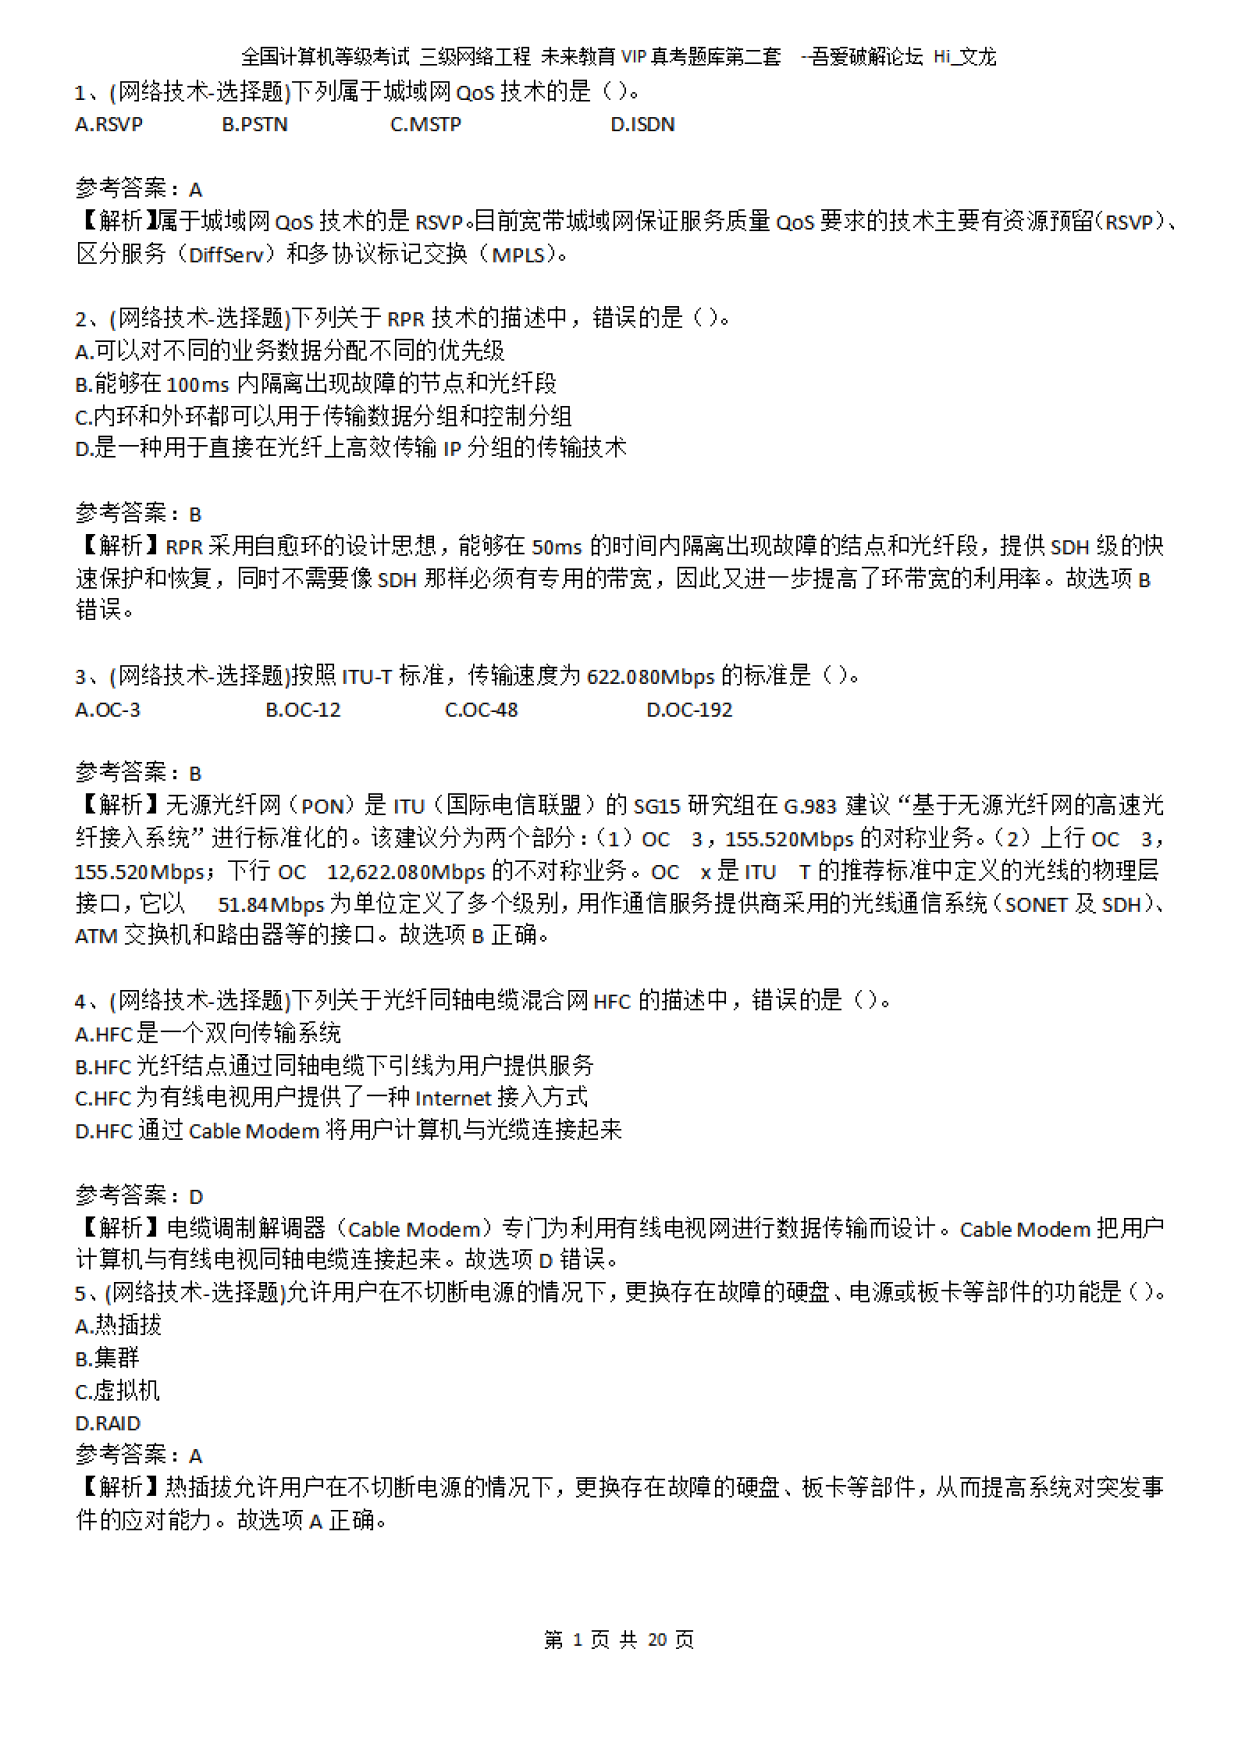 全国计算机等级考试 三级网络工程 未来教育 VIP 真考题库第二套 --吾爱破解论坛 Hi_文龙
1、(网络技术-选择题)下列属于城域网 QoS 技术的是（）。
A.RSVP B.PSTN C.MSTP D.ISDN
参考答案：A
【解析】属于城域网 QoS 技术的是 RSVP。目前宽带城域网保证服务质量 QoS 要求的技术主要有资源预留（RSVP）、
区分服务（DiffServ）和多协议标记交换（MPLS）。
2、(网络技术-选择题)下列关于 RPR 技术的描述中，错误的是（）。
A.可以对不同的业务数据分配不同的优先级
B.能够在 100ms 内隔离出现故障的节点和光纤段
C.内环和外环都可以用于传输数据分组和控制分组
D.是一种用于直接在光纤上高效传输 IP 分组的传输技术
参考答案：B
【解析】RPR 采用自愈环的设计思想，能够在 50ms 的时间内隔离出现故障的结点和光纤段，提供 SDH 级的快
速保护和恢复，同时不需要像 SDH 那样必须有专用的带宽，因此又进一步提高了环带宽的利用率。故选项 B
错误。
3、(网络技术-选择题)按照 ITU-T 标准，传输速度为 622.080Mbps 的标准是（）。
A.OC-3 B.OC-12 C.OC-48 D.OC-192
参考答案：B
【解析】无源光纤网（PON）是 ITU（国际电信联盟）的 SG15 研究组在 G.983 建议“基于无源光纤网的高速光
纤接入系统”进行标准化的。该建议分为两个部分：（1）OC 3，155.520Mbps 的对称业务。（2）上行 OC 3，
155.520Mbps；下行 OC 12,622.080Mbps 的不对称业务。OC x 是 ITU T 的推荐标准中定义的光线的物理层
接口，它以 51.84Mbps 为单位定义了多个级别，用作通信服务提供商采用的光线通信系统（SONET 及 SDH）、
ATM 交换机和路由器等的接口。故选项 B 正确。
4、(网络技术-选择题)下列关于光纤同轴电缆混合网 HFC 的描述中，错误的是（）。
A.HFC 是一个双向传输系统
B.HFC 光纤结点通过同轴电缆下引线为用户提供服务
C.HFC 为有线电视用户提供了一种 Internet 接入方式
D.HFC 通过 Cable Modem 将用户计算机与光缆连接起来
参考答案：D
【解析】电缆调制解调器（Cable Modem）专门为利用有线电视网进行数据传输而设计。Cable Modem 把用户
计算机与有线电视同轴电缆连接起来。故选项 D 错误。
5、(网络技术-选择题)允许用户在不切断电源的情况下，更换存在故障的硬盘、电源或板卡等部件的功能是（）。
A.热插拔
B.集群
C.虚拟机
D.RAID
参考答案：A
【解析】热插拔允许用户在不切断电源的情况下，更换存在故障的硬盘、板卡等部件，从而提高系统对突发事
件的应对能力。故选项 A 正确。
第 1 页 共 20 页